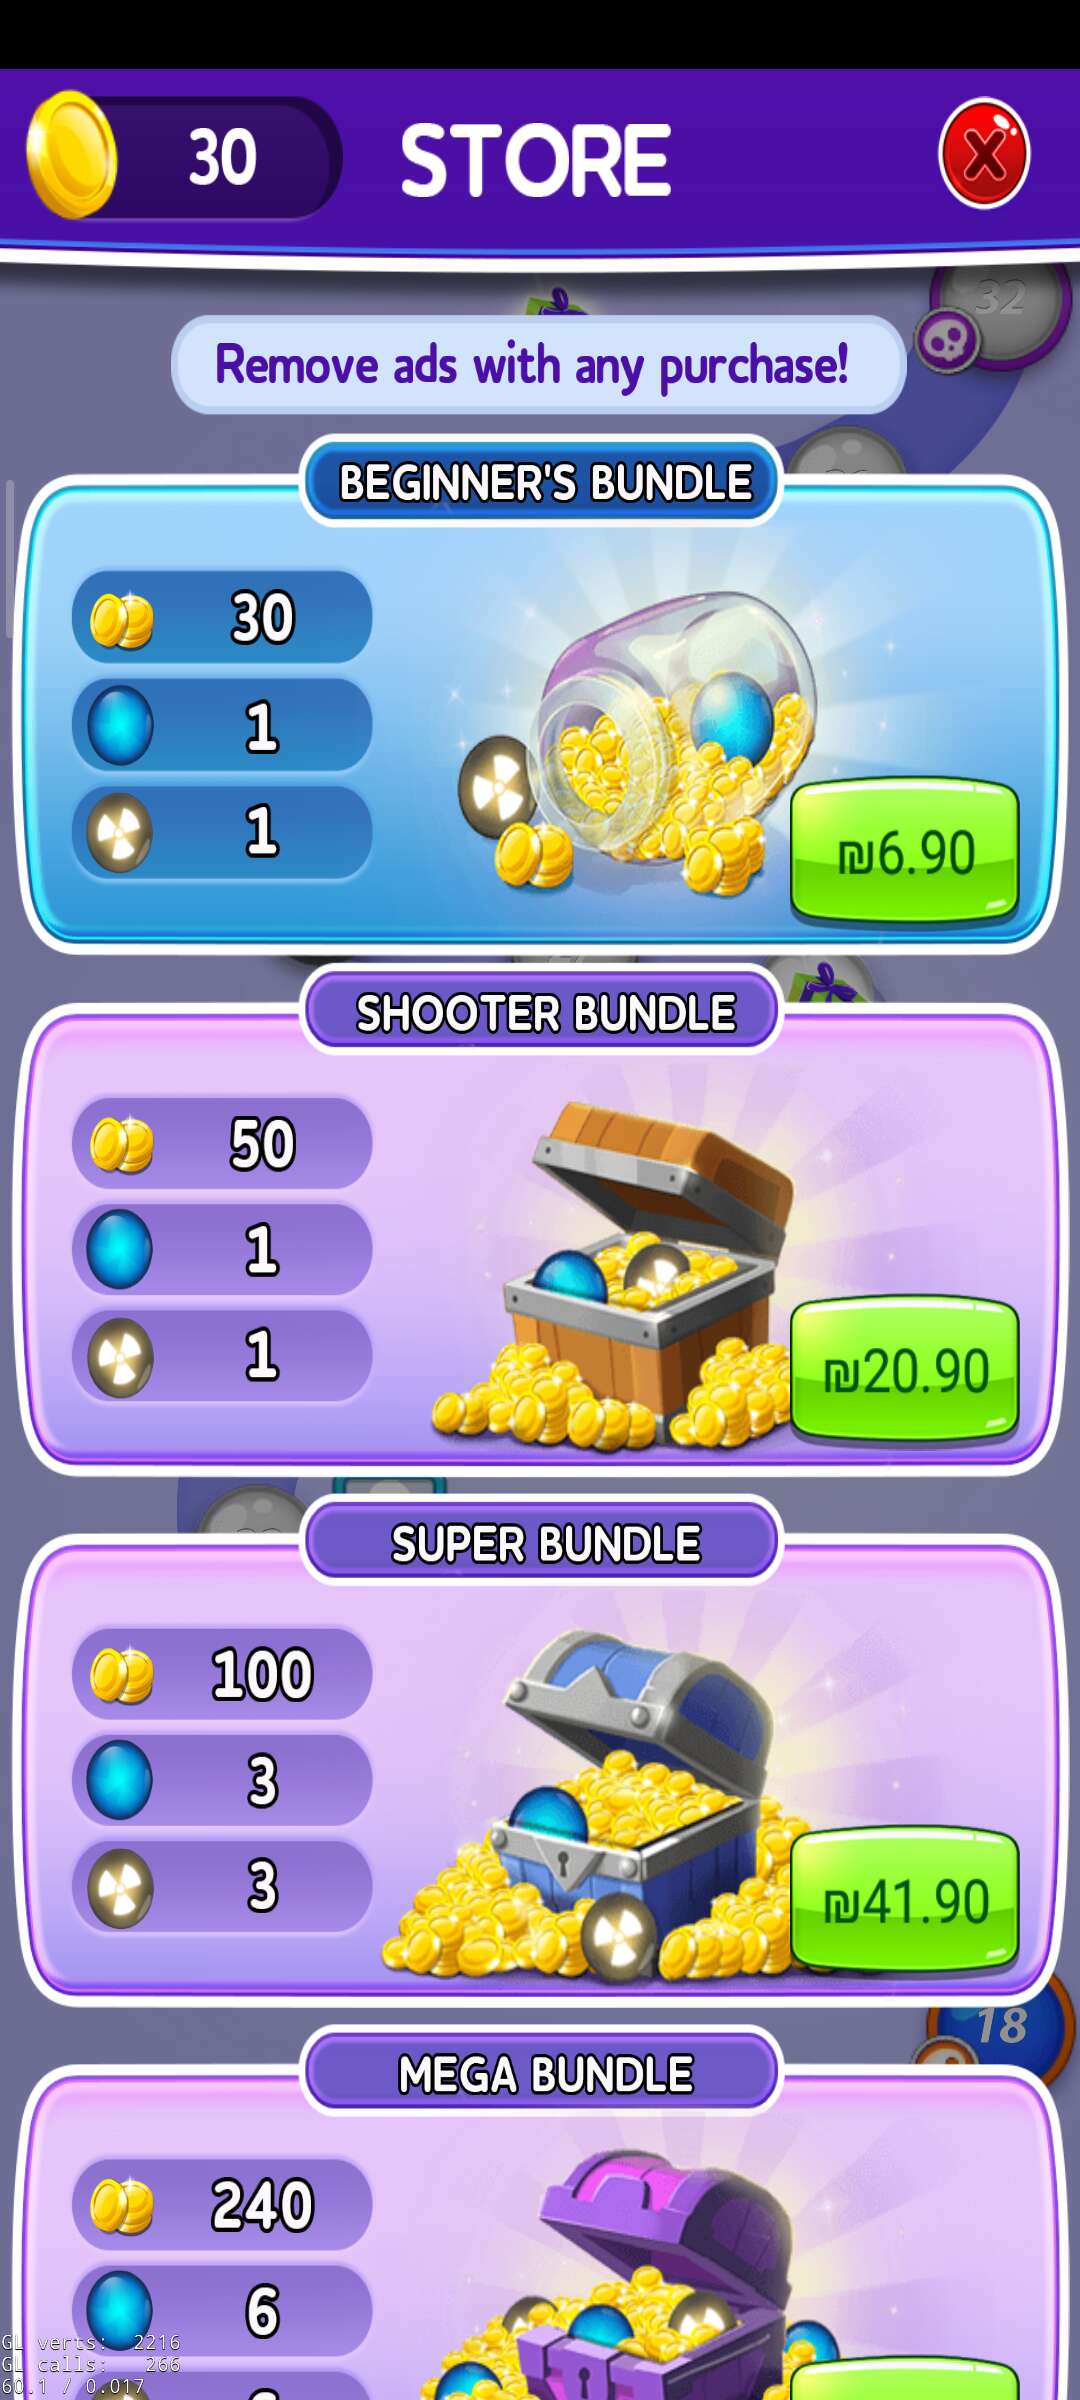 30
STORE
32
Remove ads with any purchase!
BEGINNER'S BUNDLE
30
1
1
₪6.90
SHOOTER BUNDLE
50
1
1
₪20.90
SUPER BUNDLE
100
3
3
₪41.90
18
MEGA BUNDLE
240
6
GL verts: 2216
GL calls: 266
60.1 / 0.017